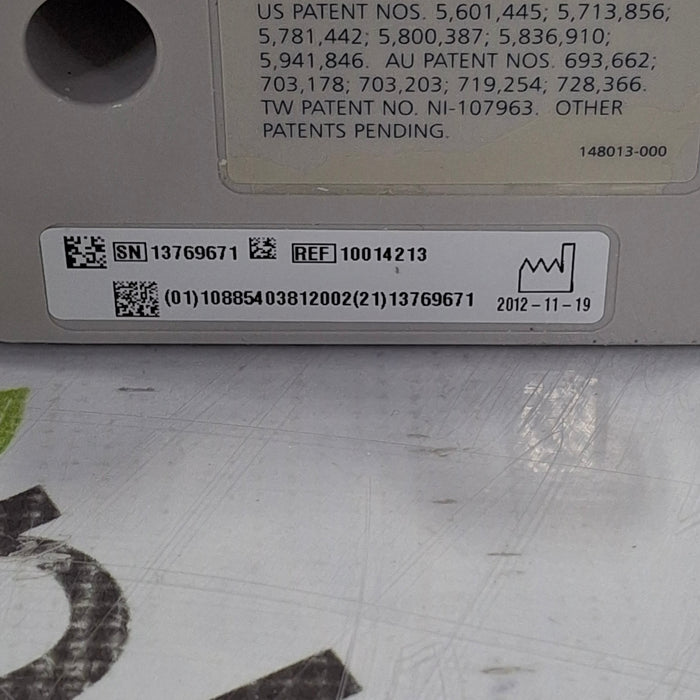 US PATENT NOS. 5,601,445; 5,713,856;
5,781,442; 5,800,387; 5,836,910;
5,941,846. AU PATENT NOS. 693,662;
703,178; 703,203; 719,254; 728,366.
TW PATENT NO. NI-107963. OTHER
PATENTS PENDING.
148013-000
SN 13769671 REF 10014213
(01)10885403812002(21)13769671 2012-11-19